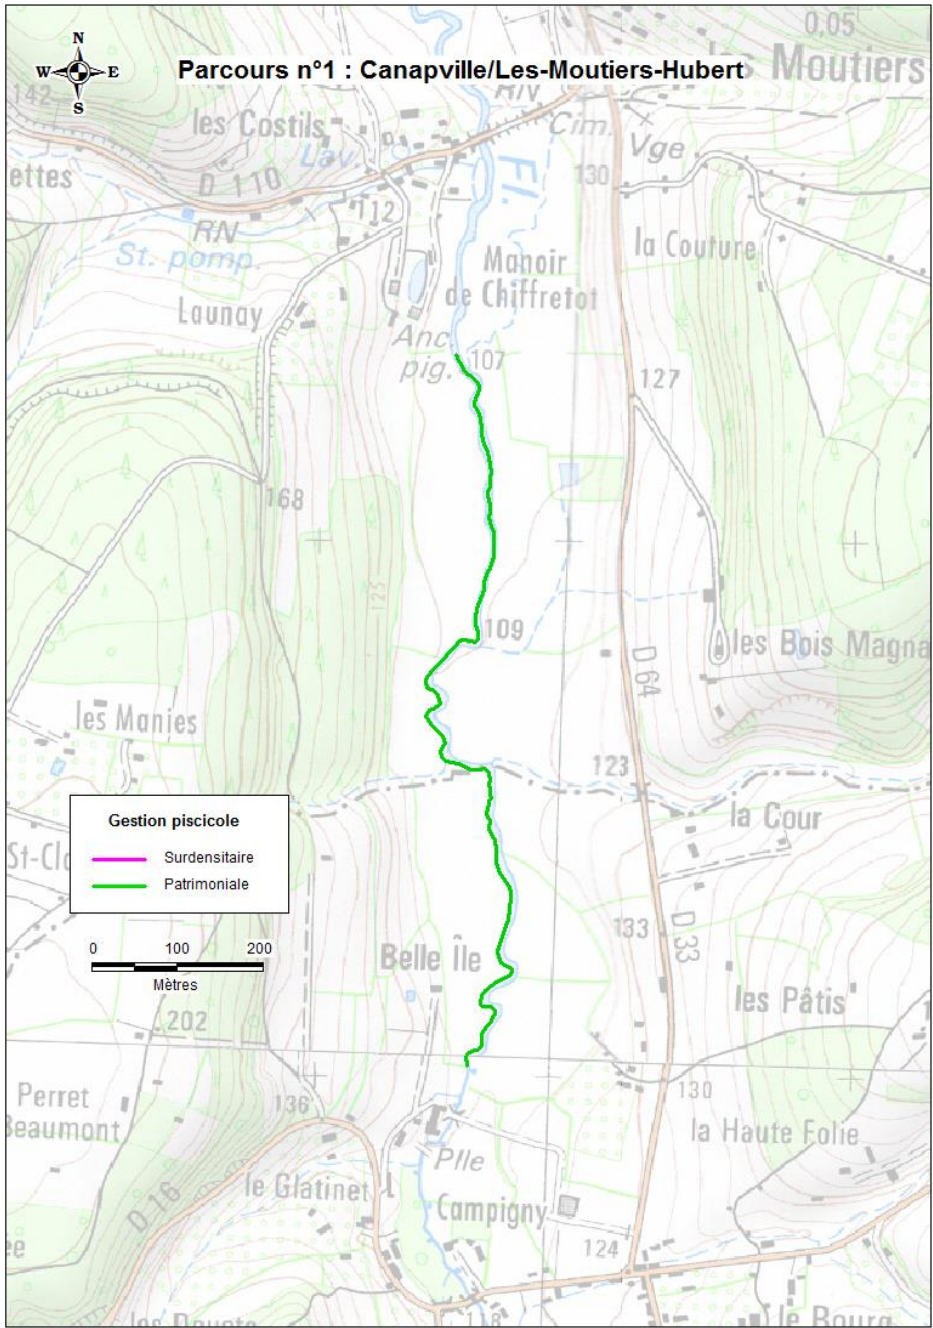 0,05
N
W E
S
Parcours n°1 : Canapville/Les-Moutiers-Hubert
s Moutiers
142
RN
les Costils
Cim.
Lav.
Vge
ettes
D 110
Fl.
130
112
RN
la Couture
St. pomp.
Manoir
de Chiffretot
Launay
Anc
pig.
107
127
168
125
109
les Bois Magna
D 64
les Manies
123
la Cour
Gestion piscicole
Surdensitaire
Patrimoniale
St-Clo
133
D 33
0 100 200
Mètres
Belle Île
les Pâtis
202
Perret
Beaumont
136
130
la Haute Folie
Plle
le Glatinet
D 16
Campigny
ee
124
118
le Bourg